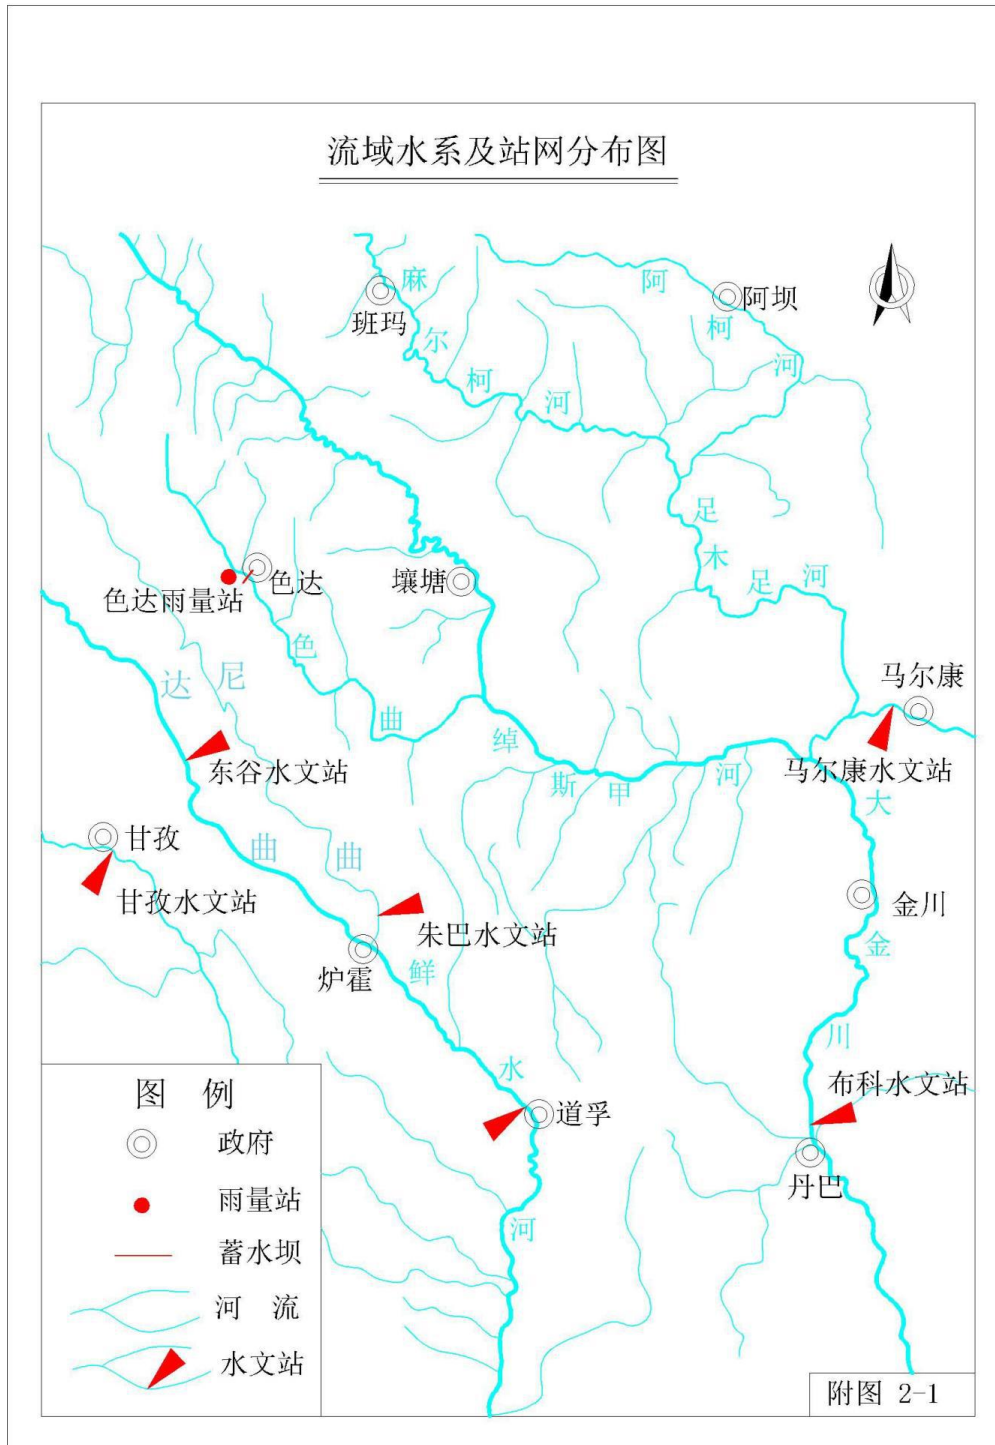 流域水系及站网分布图
麻尔柯河
班玛
阿柯河
阿坝
足木足河
色达
色达雨量站
壤塘
色曲
达曲
尼曲
绰斯甲河
马尔康
马尔康水文站
东谷水文站
大金川
甘孜
甘孜水文站
金川
朱巴水文站
炉霍
鲜水河
道孚
布科水文站
丹巴
图 例
政府
雨量站
蓄水坝
河 流
水文站
附图 2-1